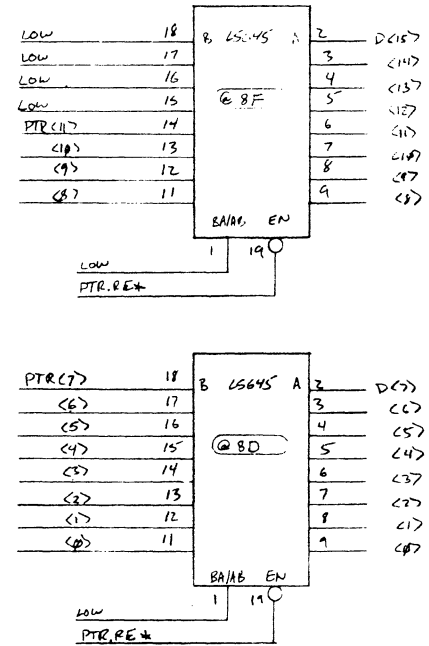 LOW 18 B LS645 A 2 D<15>
LOW 17 3 <14>
LOW 16 4 <13>
LOW 15 @ 8F 5 <12>
PTR<11> 14 6 <11>
<10> 13 7 <10>
<9> 12 8 <9>
<8> 11 9 <8>
BA/AB EN
1 19
LOW
PTR.RE*
PTR<7> 18 B LS645 A 2 D<7>
<6> 17 3 <6>
<5> 16 4 <5>
<4> 15 @ 8D 5 <4>
<3> 14 6 <3>
<2> 13 7 <2>
<1> 12 8 <1>
<0> 11 9 <0>
BA/AB EN
1 19
LOW
PTR.RE*